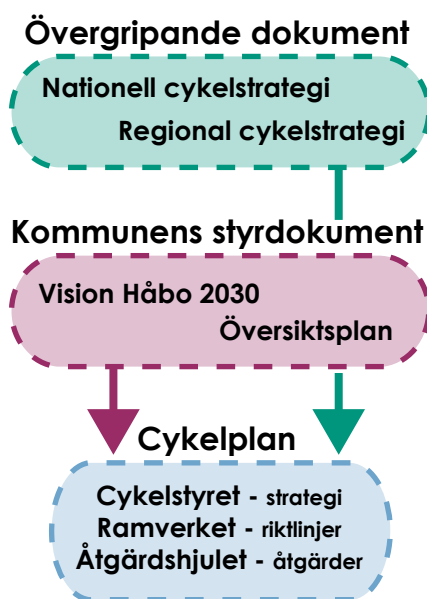 Övergripande dokument
Nationell cykelstrategi
Regional cykelstrategi
Kommunens styrdokument
Vision Håbo 2030
Översiktsplan
Cykelplan
Cykelstyret - strategi
Ramverket - riktlinjer
Åtgärdshjulet - åtgärder